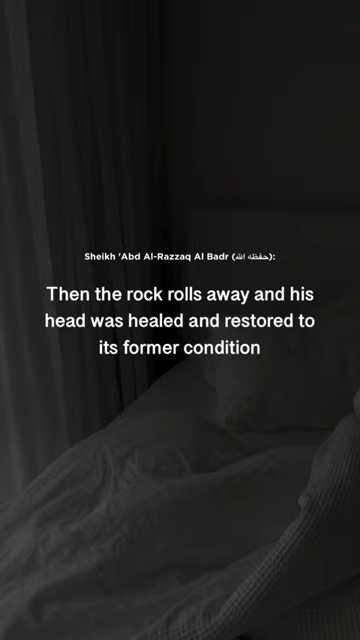 Sheikh 'Abd Al-Razzaq Al Badr (حفظه الله):
Then the rock rolls away and his
head was healed and restored to
its former condition